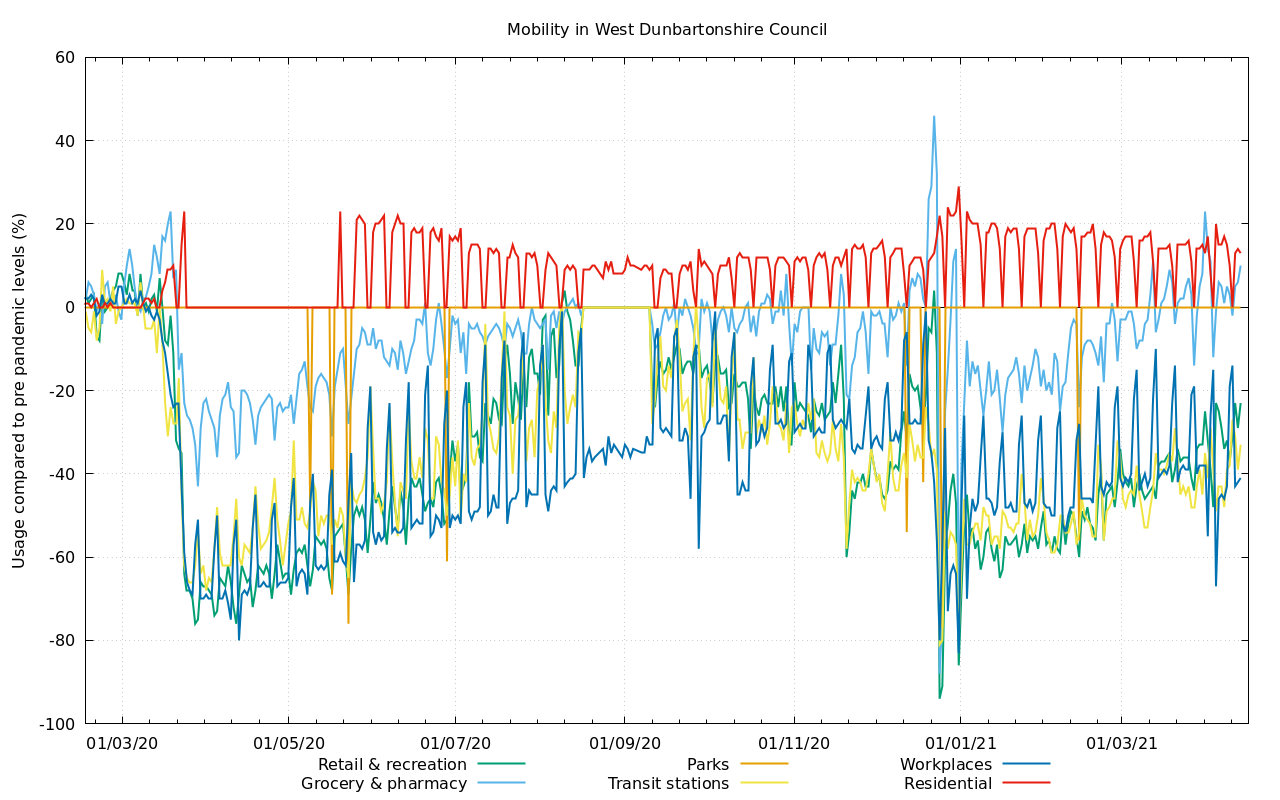 Mobility in West Dunbartonshire Council
Usage compared to pre pandemic levels (%)
60
40
20
0
-20
-40
-60
-80
-100
01/03/20 01/05/20 01/07/20 01/09/20 01/11/20 01/01/21 01/03/21
Retail & recreation Parks Workplaces
Grocery & pharmacy Transit stations Residential